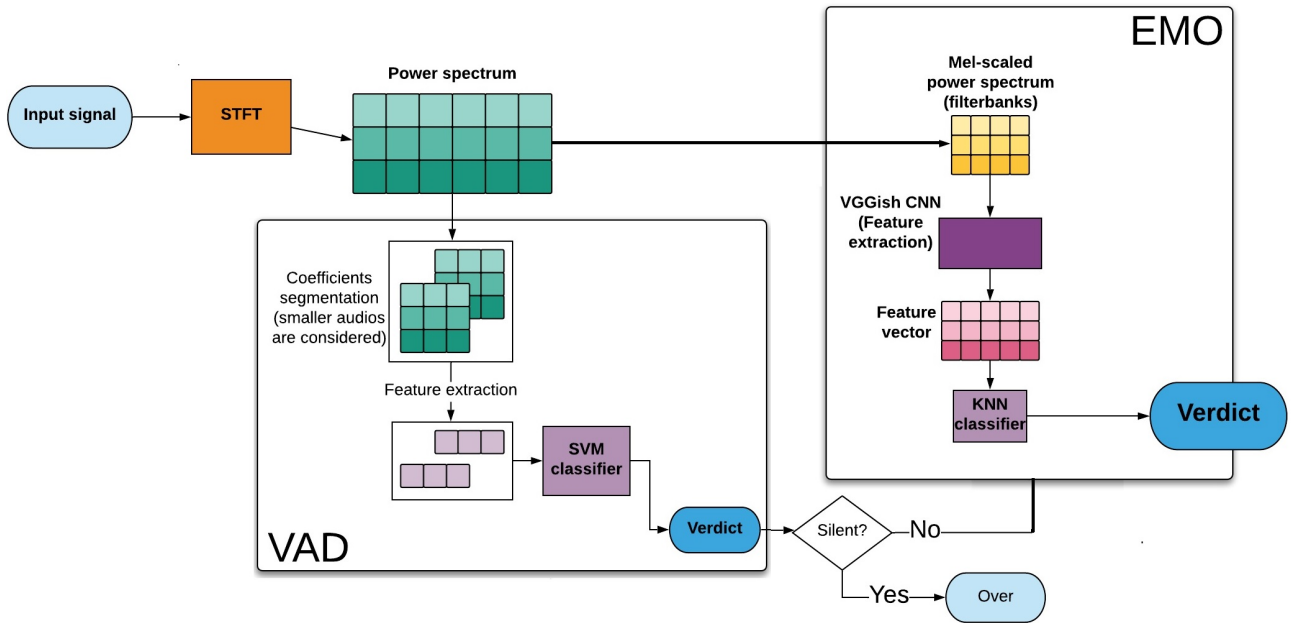 EMO
Mel-scaled
power spectrum
(filterbanks)
Power spectrum
Input signal
STFT
VGGish CNN
(Feature
extraction)
Coefficients
segmentation
(smaller audios
are considered)
Feature
vector
Feature extraction
KNN
classifier
Verdict
SVM
classifier
Verdict
Silent?
No
VAD
Yes
Over